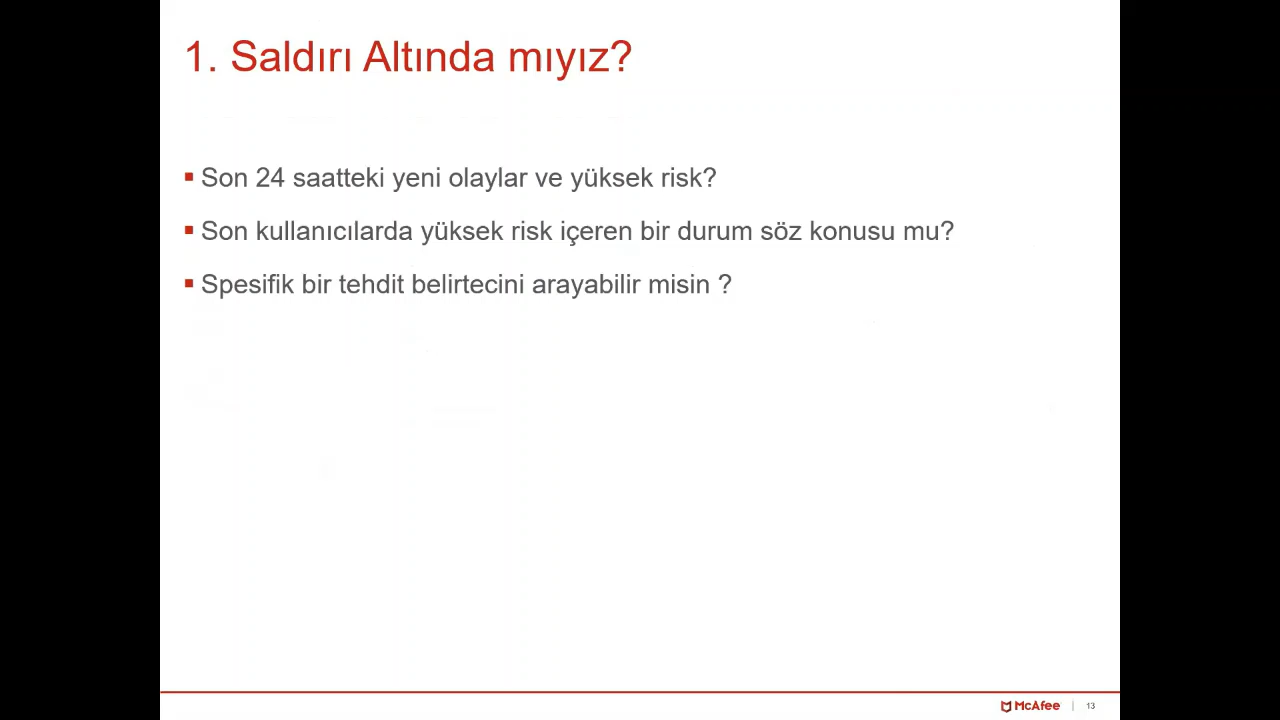 1. Saldırı Altında mıyız?
Son 24 saatteki yeni olaylar ve yüksek risk?
Son kullanıcılarda yüksek risk içeren bir durum söz konusu mu?
Spesifik bir tehdit belirtecini arayabilir misin ?
McAfee | 13